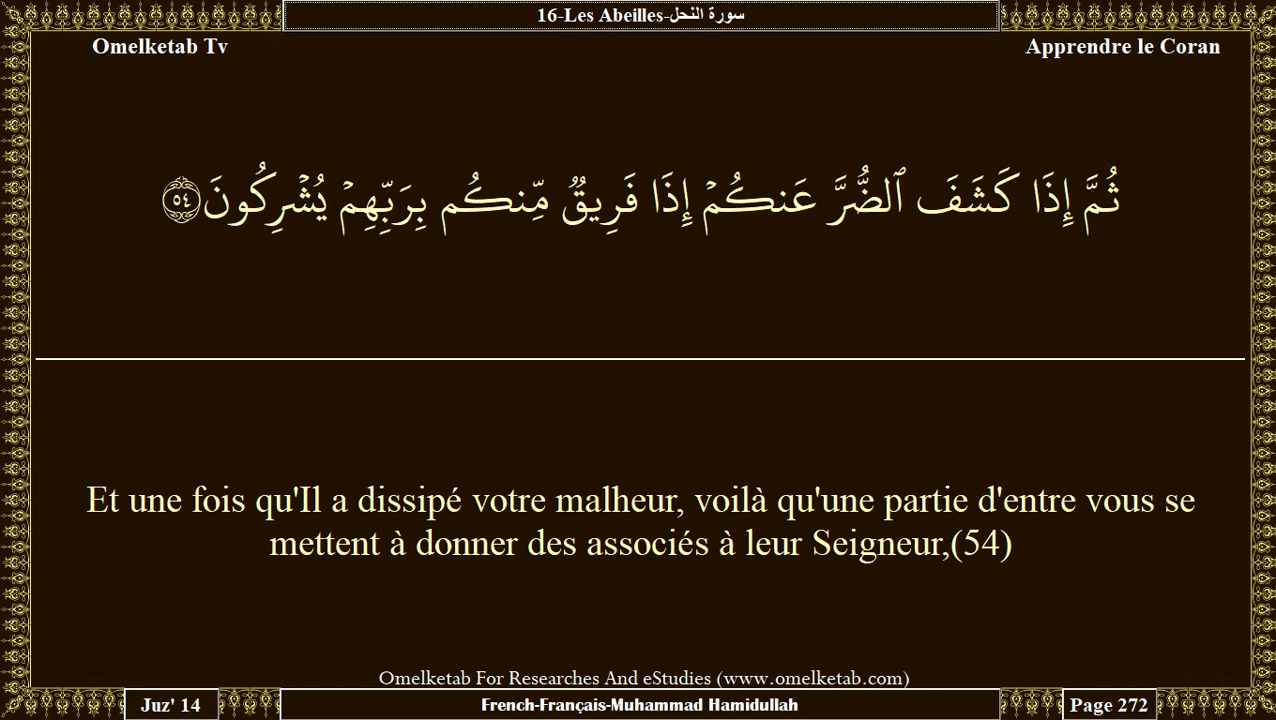 16-Les Abeilles-سورة النحل
Omelketab Tv
Apprendre le Coran
ثُمَّ إِذَا كَشَفَ ٱلضُّرَّ عَنكُمۡ إِذَا فَرِيقٞ مِّنكُم بِرَبِّهِمۡ يُشۡرِكُونَ ٥٤
Et une fois qu'Il a dissipé votre malheur, voilà qu'une partie d'entre vous se
mettent à donner des associés à leur Seigneur,(54)
Omelketab For Researches And eStudies (www.omelketab.com)
Juz' 14
French-Français-Muhammad Hamidullah
Page 272